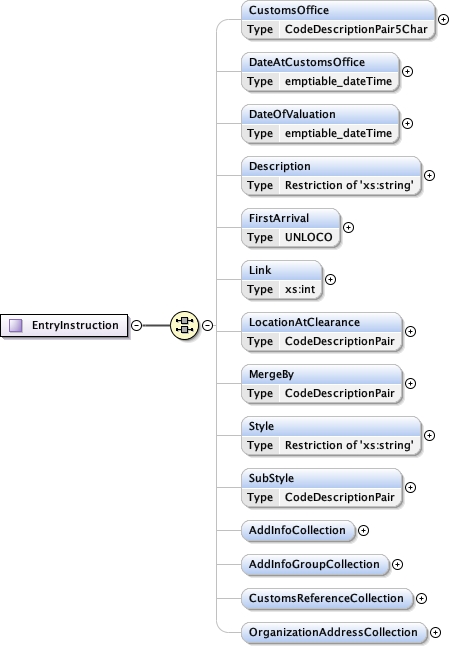 CustomsOffice
Type CodeDescriptionPair5Char
DateAtCustomsOffice
Type emptiable_dateTime
DateOfValuation
Type emptiable_dateTime
Description
Type Restriction of 'xs:string'
FirstArrival
Type UNLOCO
Link
Type xs:int
EntryInstruction
LocationAtClearance
Type CodeDescriptionPair
MergeBy
Type CodeDescriptionPair
Style
Type Restriction of 'xs:string'
SubStyle
Type CodeDescriptionPair
AddInfoCollection
AddInfoGroupCollection
CustomsReferenceCollection
OrganizationAddressCollection